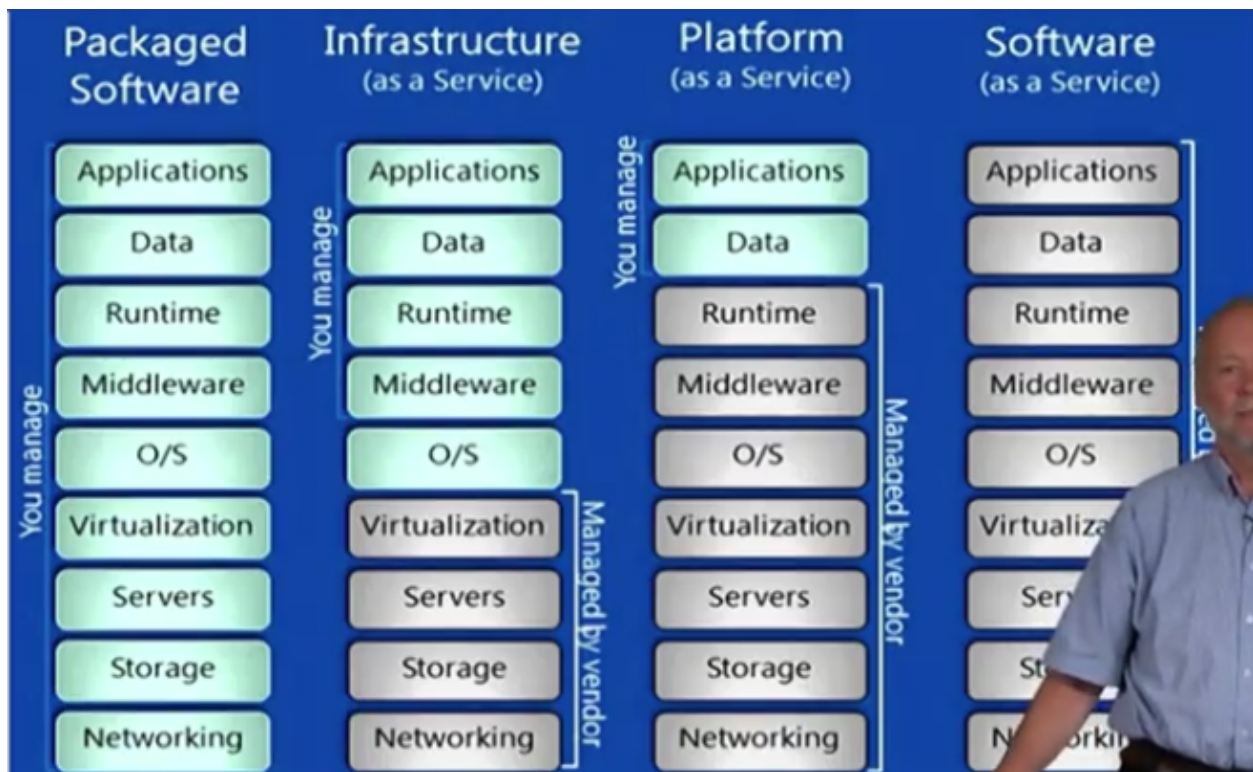 Packaged
Software
You manage
Applications
Data
Runtime
Middleware
O/S
Virtualization
Servers
Storage
Networking
Infrastructure
(as a Service)
You manage
Applications
Data
Runtime
Middleware
O/S
Virtualization
Servers
Storage
Networking
Managed by vendor
Platform
(as a Service)
You manage
Applications
Data
Runtime
Middleware
O/S
Virtualization
Servers
Storage
Networking
Managed by vendor
Software
(as a Service)
Applications
Data
Runtime
Middleware
O/S